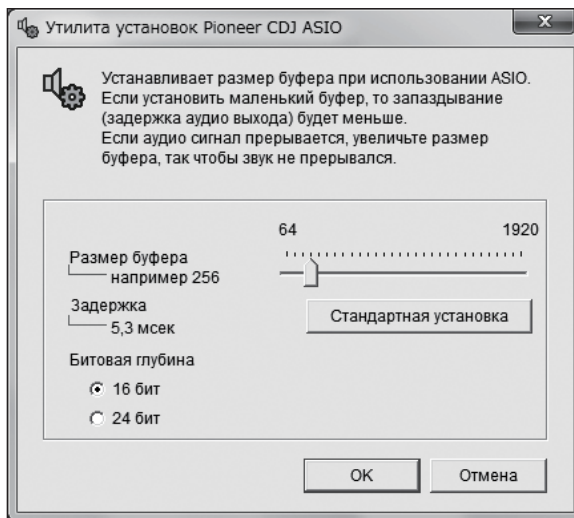 Утилита установок Pioneer CDJ ASIO
Устанавливает размер буфера при использовании ASIO.
Если установить маленький буфер, то запаздывание
(задержка аудио выхода) будет меньше.
Если аудио сигнал прерывается, увеличьте размер
буфера, так чтобы звук не прерывался.
64 1920
Размер буфера
например 256
Задержка
5,3 мсек
Стандартная установка
Битовая глубина
16 бит
24 бит
OK Отмена